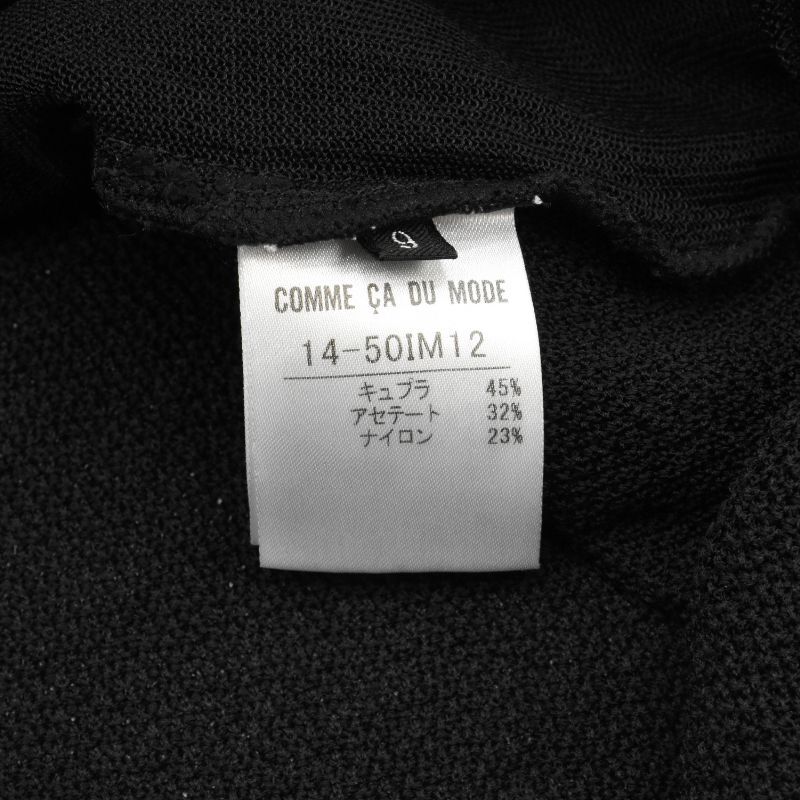 9
COMME ÇA DU MODE
14-50IM12
キュプラ 45%
アセテート 32%
ナイロン 23%